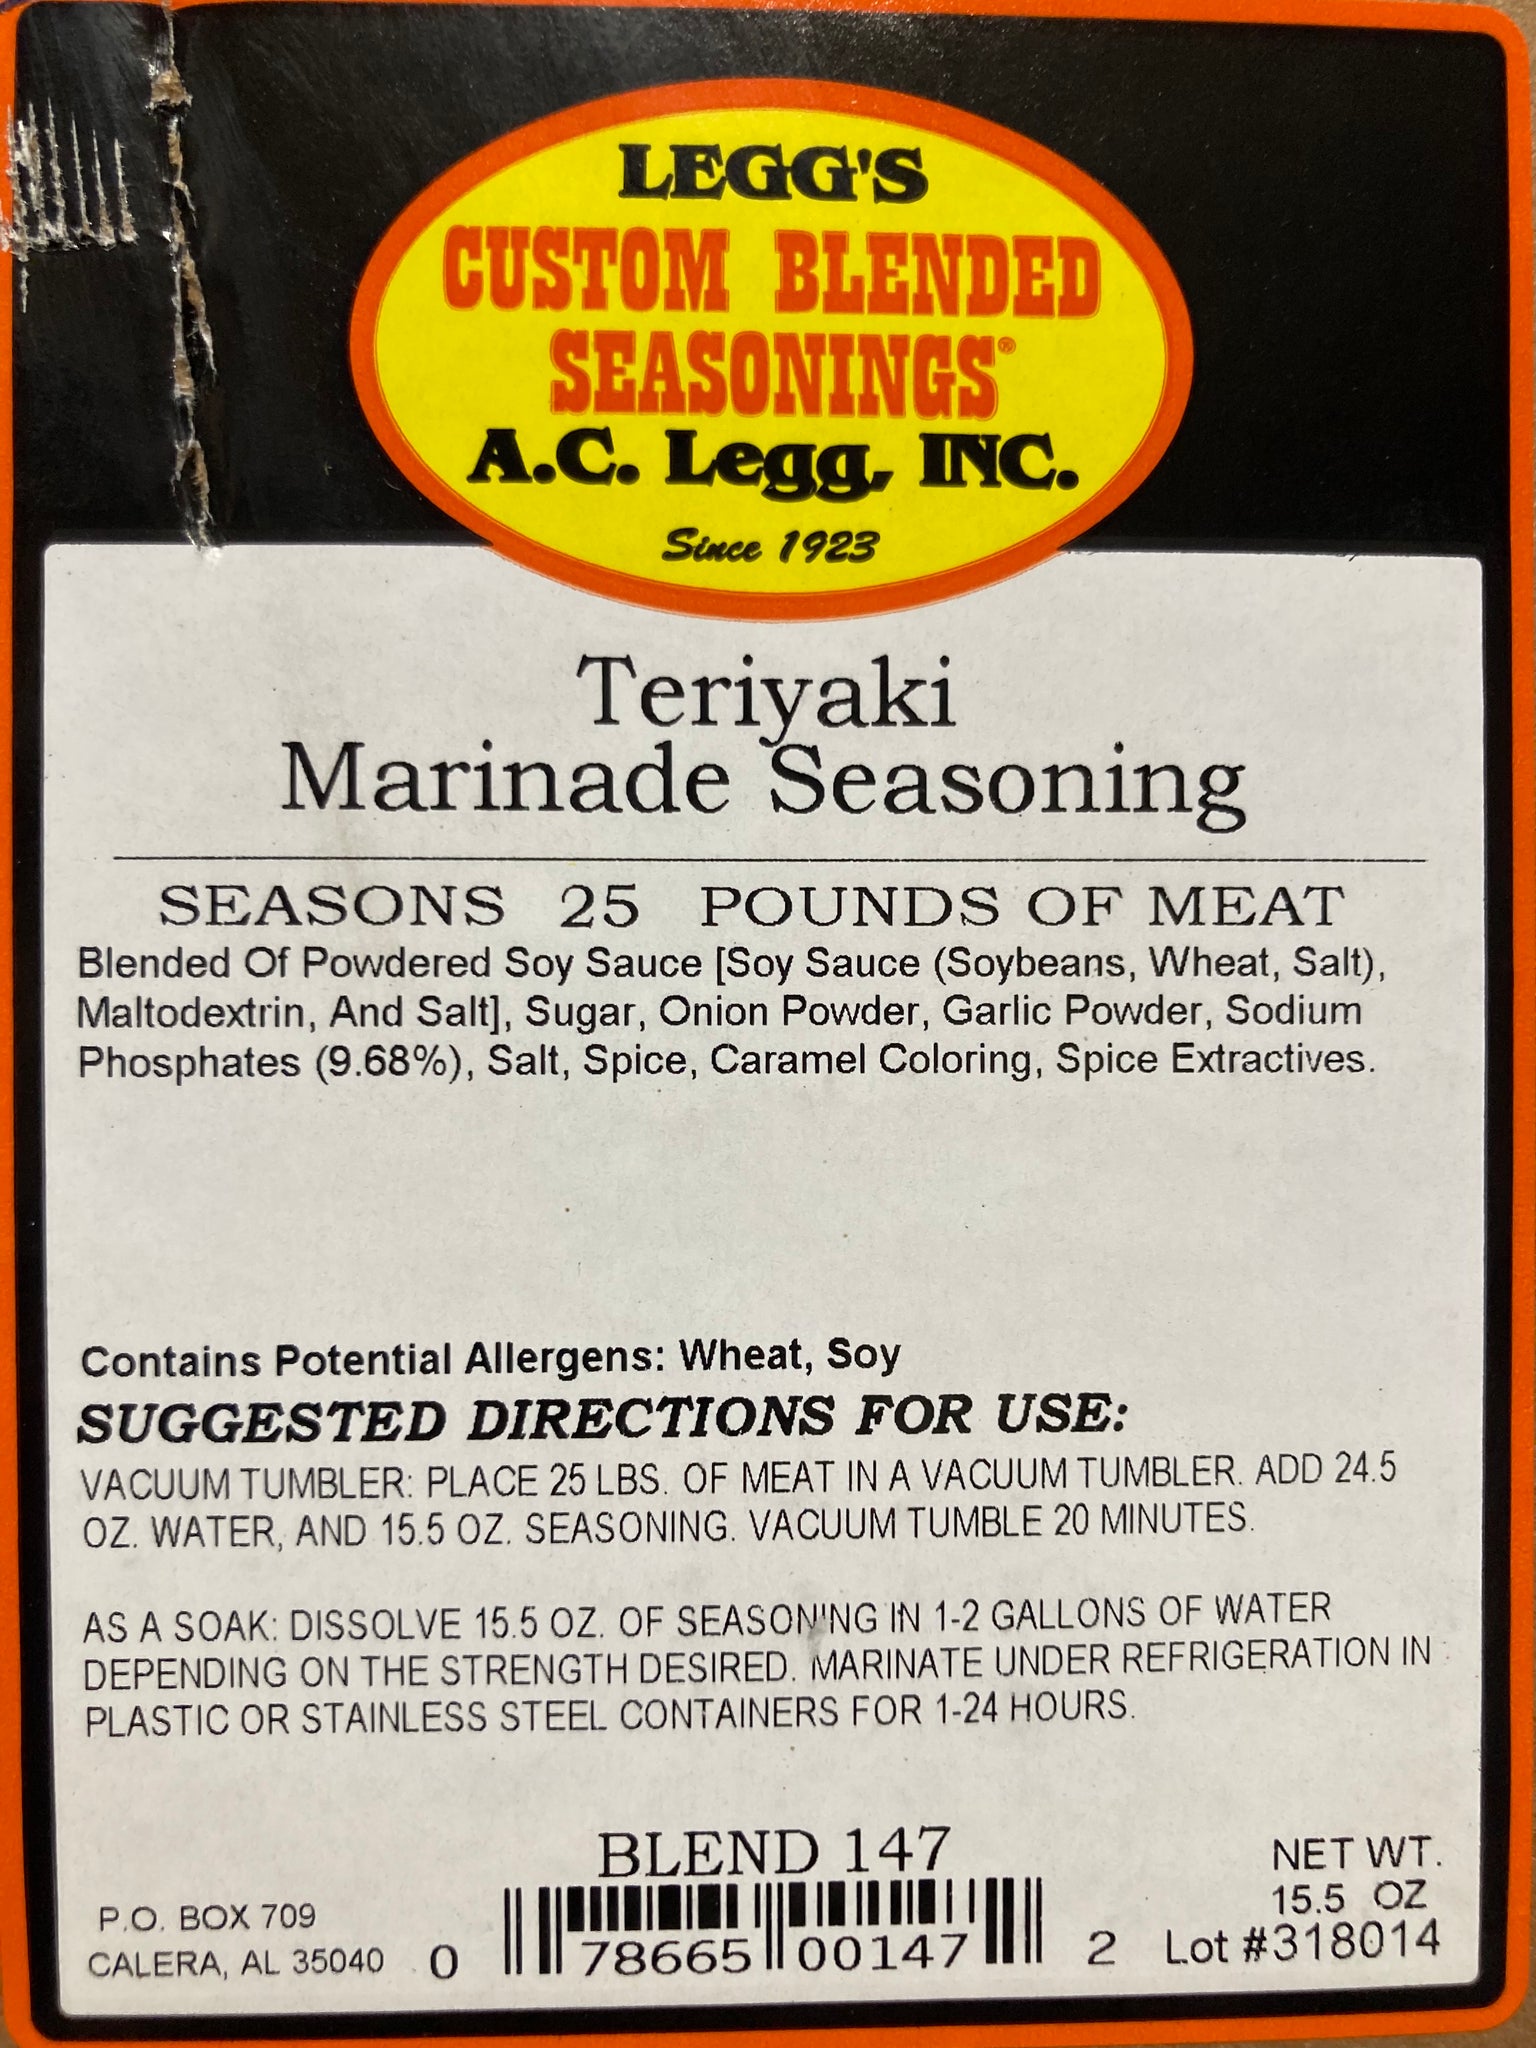 LEGG'S
CUSTOM BLENDED
SEASONINGS®
A.C. Legg, INC.
Since 1923
Teriyaki
Marinade Seasoning
SEASONS 25 POUNDS OF MEAT
Blended Of Powdered Soy Sauce [Soy Sauce (Soybeans, Wheat, Salt),
Maltodextrin, And Salt], Sugar, Onion Powder, Garlic Powder, Sodium
Phosphates (9.68%), Salt, Spice, Caramel Coloring, Spice Extractives.
Contains Potential Allergens: Wheat, Soy
SUGGESTED DIRECTIONS FOR USE:
VACUUM TUMBLER: PLACE 25 LBS. OF MEAT IN A VACUUM TUMBLER. ADD 24.5
OZ. WATER, AND 15.5 OZ. SEASONING. VACUUM TUMBLE 20 MINUTES.
AS A SOAK: DISSOLVE 15.5 OZ. OF SEASONING IN 1-2 GALLONS OF WATER
DEPENDING ON THE STRENGTH DESIRED. MARINATE UNDER REFRIGERATION IN
PLASTIC OR STAINLESS STEEL CONTAINERS FOR 1-24 HOURS.
BLEND 147
P.O. BOX 709
CALERA, AL 35040
0 78665 00147 2
NET WT.
15.5 OZ
Lot #318014